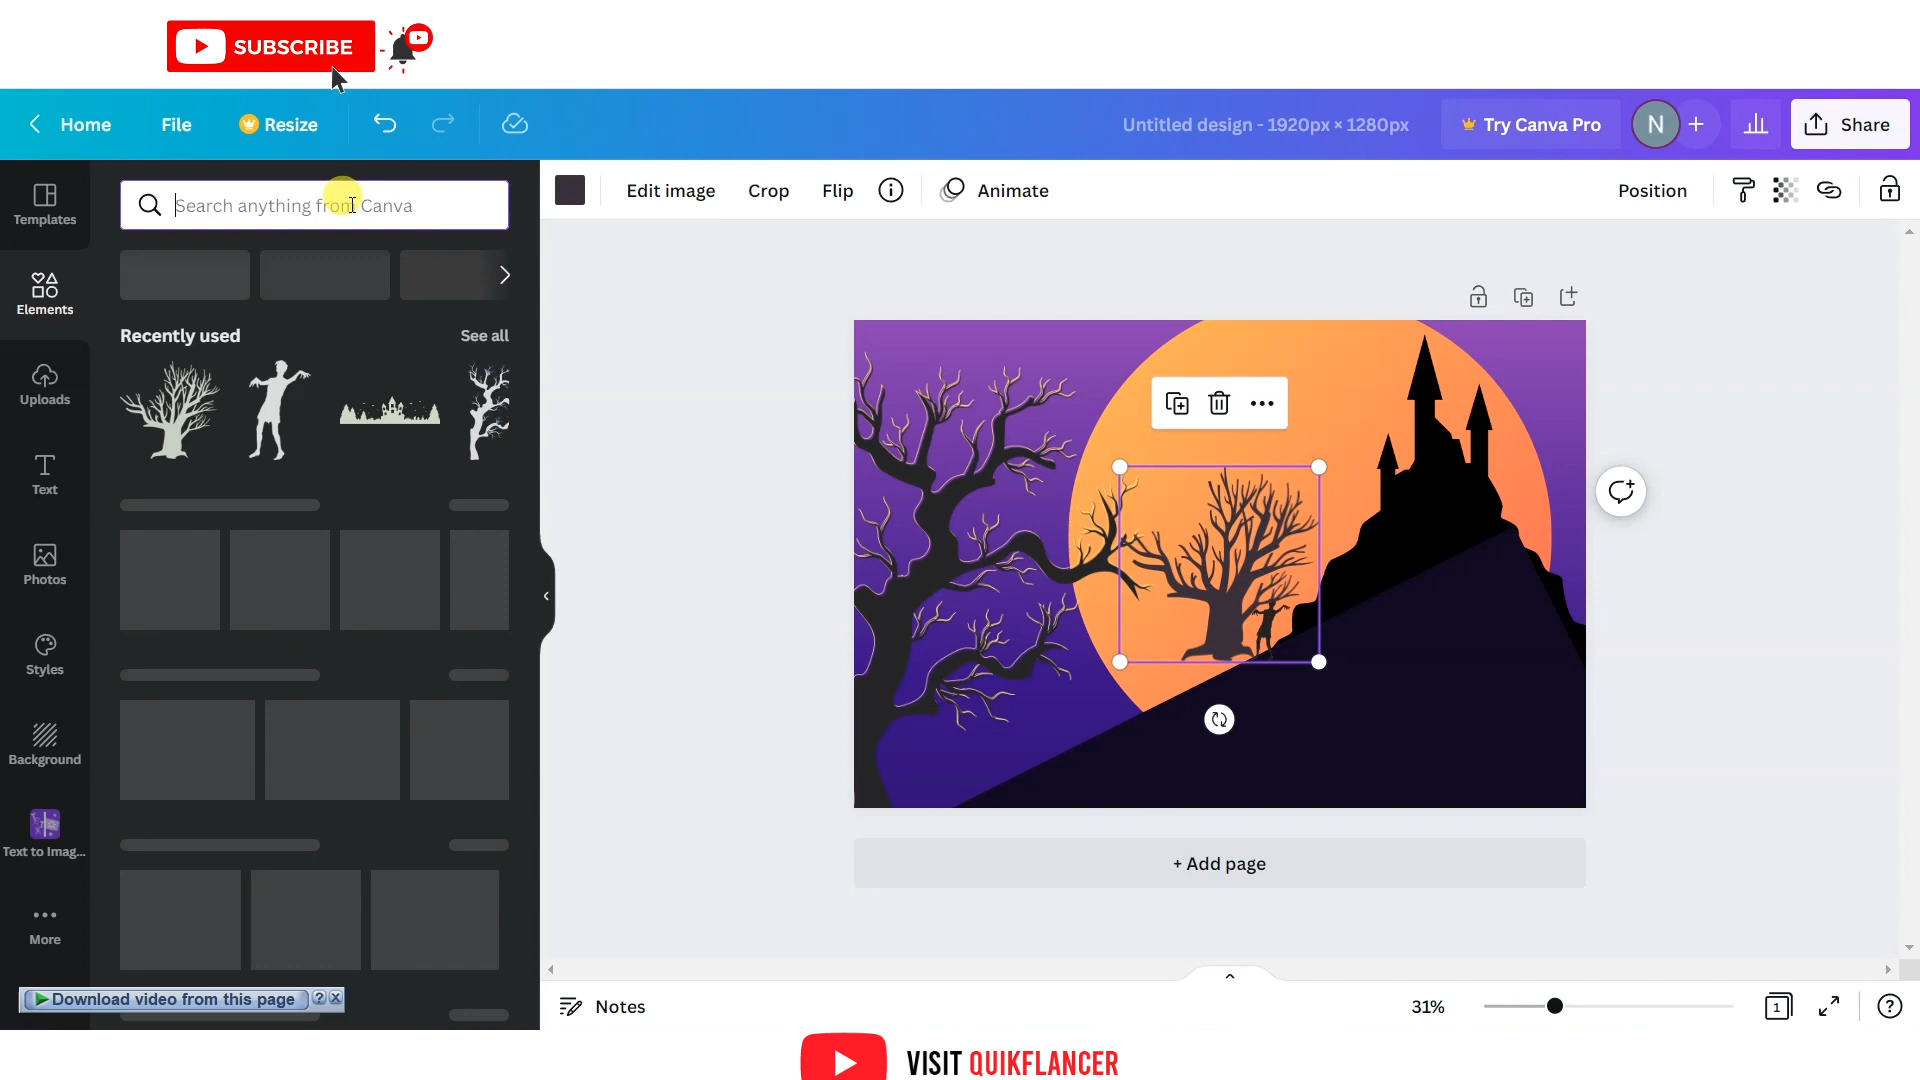 SUBSCRIBE
Home
File
Resize
Untitled design - 1920px × 1280px
Try Canva Pro
N
Share
Templates
Search anything from Canva
Edit image
Crop
Flip
Animate
Position
Elements
Recently used
See all
Uploads
Text
Photos
Styles
Background
Text to Imag...
More
+ Add page
Download video from this page
Notes
31%
1
VISIT QUIKFLANCER